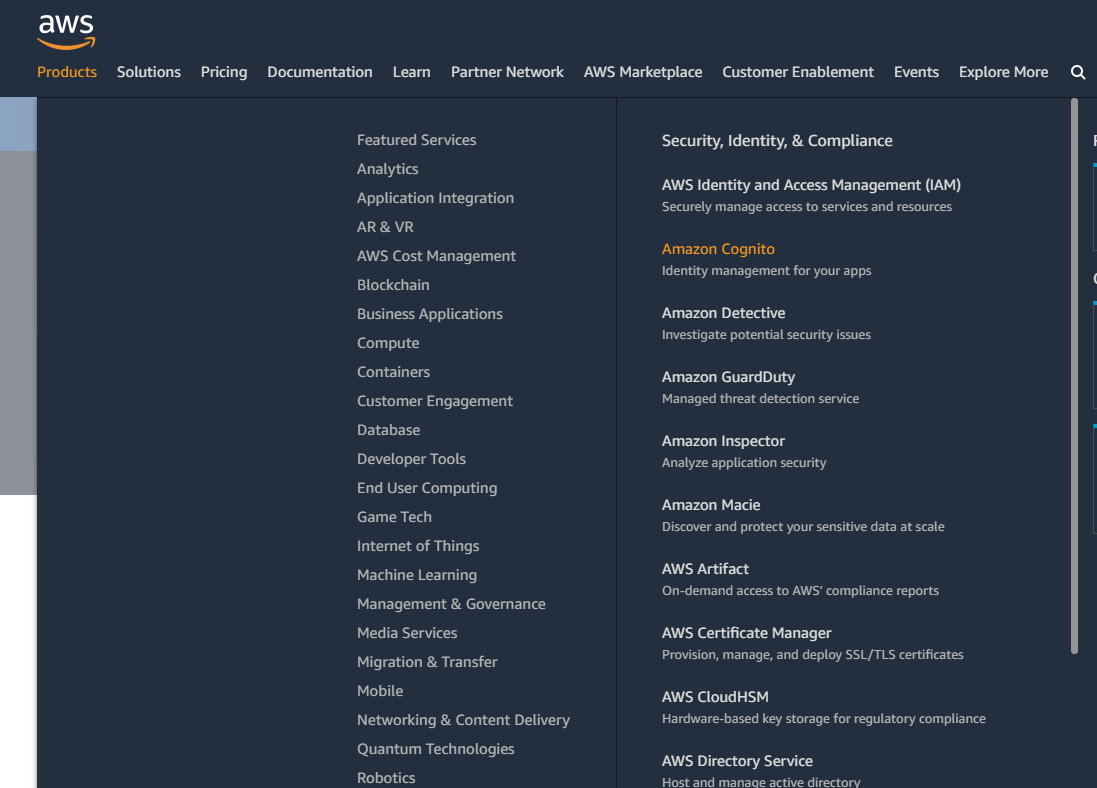 aws
Products Solutions Pricing Documentation Learn Partner Network AWS Marketplace Customer Enablement Events Explore More
Featured Services
Analytics
Application Integration
AR & VR
AWS Cost Management
Blockchain
Business Applications
Compute
Containers
Customer Engagement
Database
Developer Tools
End User Computing
Game Tech
Internet of Things
Machine Learning
Management & Governance
Media Services
Migration & Transfer
Mobile
Networking & Content Delivery
Quantum Technologies
Robotics
Security, Identity, & Compliance
AWS Identity and Access Management (IAM)
Securely manage access to services and resources
Amazon Cognito
Identity management for your apps
Amazon Detective
Investigate potential security issues
Amazon GuardDuty
Managed threat detection service
Amazon Inspector
Analyze application security
Amazon Macie
Discover and protect your sensitive data at scale
AWS Artifact
On-demand access to AWS’ compliance reports
AWS Certificate Manager
Provision, manage, and deploy SSL/TLS certificates
AWS CloudHSM
Hardware-based key storage for regulatory compliance
AWS Directory Service
Host and manage active directory